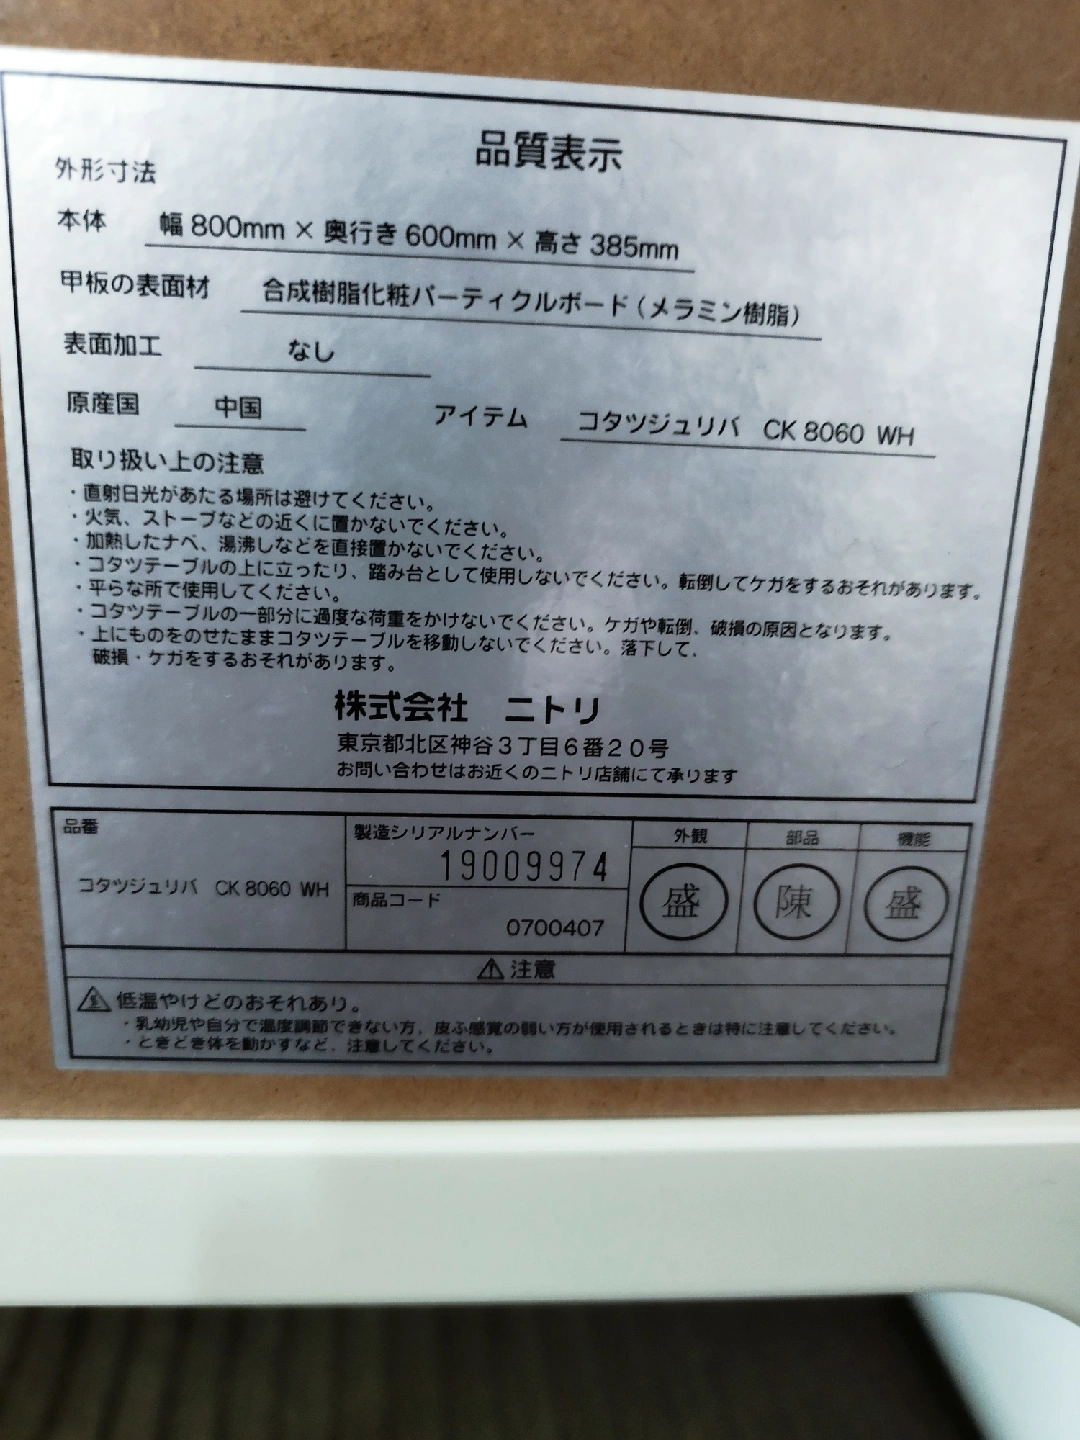 品質表示
外形寸法
本体 幅 800mm × 奥行き 600mm × 高さ 385mm
甲板の表面材 合成樹脂化粧パーティクルボード(メラミン樹脂)
表面加工 なし
原産国 中国 アイテム コタツジュリバ CK 8060 WH
取り扱い上の注意
・直射日光があたる場所は避けてください。
・火気、ストーブなどの近くに置かないでください。
・加熱したナベ、湯沸しなどを直接置かないでください。
・コタツテーブルの上に立ったり、踏み台として使用しないでください。転倒してケガをするおそれがあります。
・平らな所で使用してください。
・コタツテーブルの一部分に過度な荷重をかけないでください。ケガや転倒、破損の原因となります。
・上にものをのせたままコタツテーブルを移動しないでください。落下して、
破損・ケガをするおそれがあります。
株式会社 ニトリ
東京都北区神谷3丁目6番20号
お問い合わせはお近くのニトリ店舗にて承ります
品番 製造シリアルナンバー 外観 部品 機能
コタツジュリバ CK 8060 WH 19009974 盛 陳 盛
商品コード
0700407
⚠ 注意
低温やけどのおそれあり。
・乳幼児や自分で温度調節できない方、皮ふ感覚の弱い方が使用されるときは特に注意してください。
・ときどき体を動かすなど、注意してください。